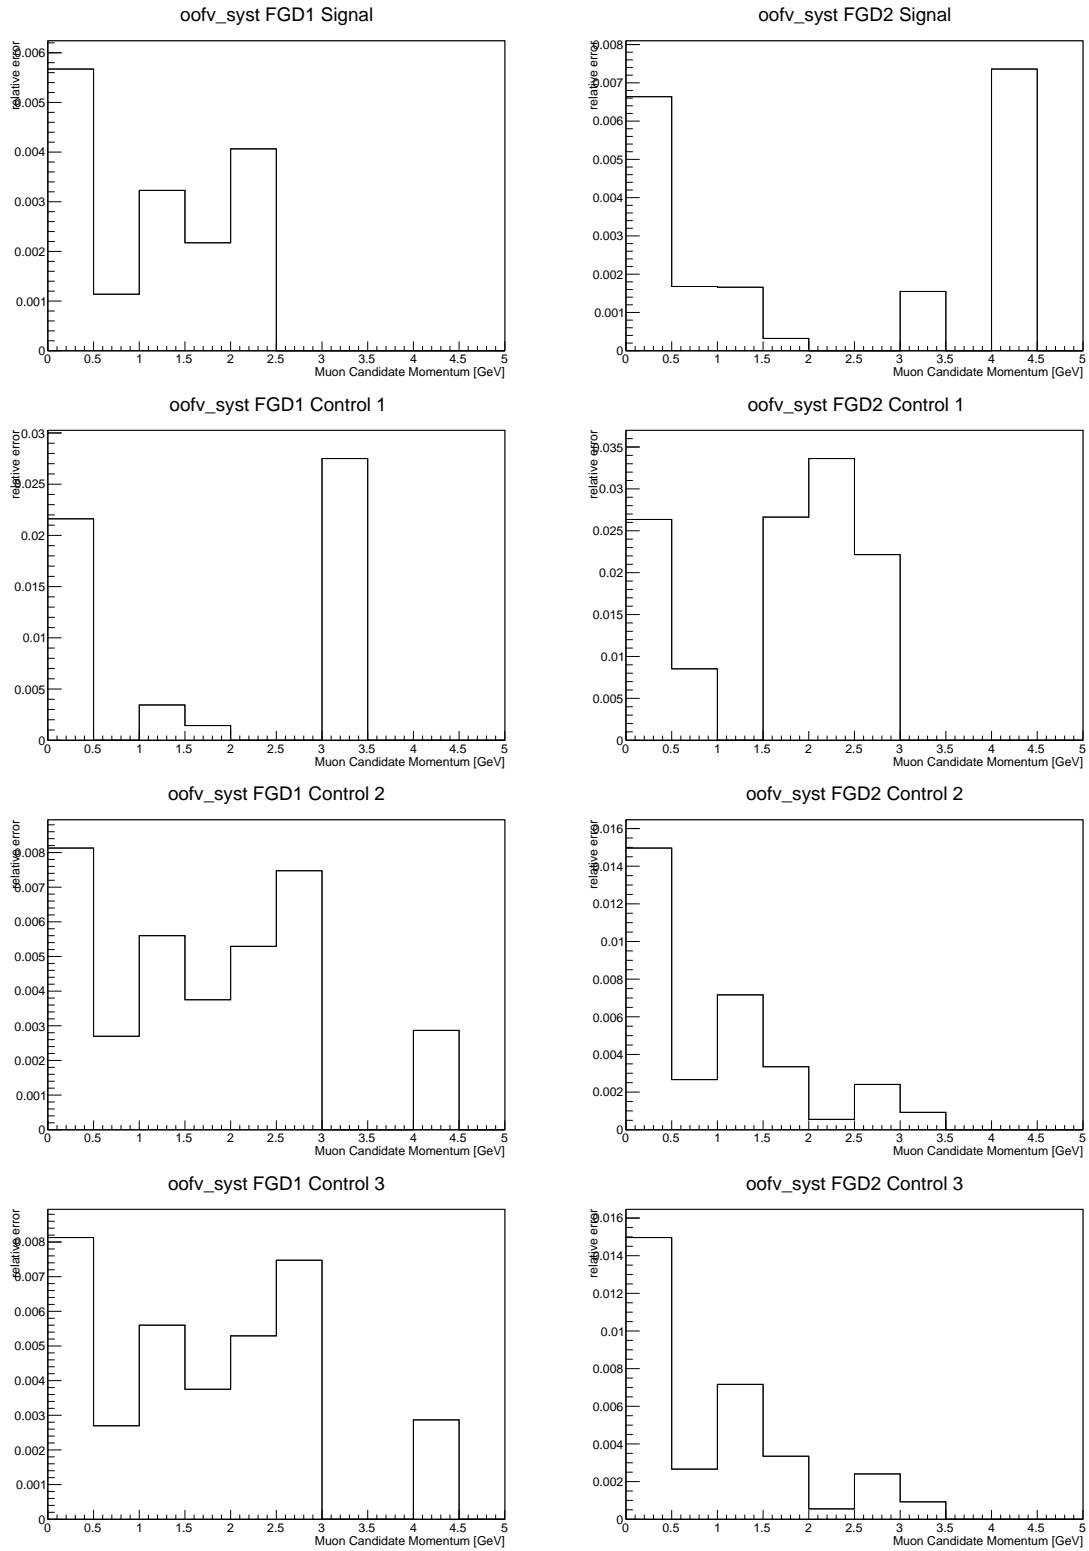 oofv_syst FGD1 Signal
relative error
0.006
0.005
0.004
0.003
0.002
0.001
0
0 0.5 1 1.5 2 2.5 3 3.5 4 4.5 5
Muon Candidate Momentum [GeV]
oofv_syst FGD2 Signal
relative error
0.008
0.007
0.006
0.005
0.004
0.003
0.002
0.001
0
0 0.5 1 1.5 2 2.5 3 3.5 4 4.5 5
Muon Candidate Momentum [GeV]
oofv_syst FGD1 Control 1
relative error
0.03
0.025
0.02
0.015
0.01
0.005
0
0 0.5 1 1.5 2 2.5 3 3.5 4 4.5 5
Muon Candidate Momentum [GeV]
oofv_syst FGD2 Control 1
relative error
0.035
0.03
0.025
0.02
0.015
0.01
0.005
0
0 0.5 1 1.5 2 2.5 3 3.5 4 4.5 5
Muon Candidate Momentum [GeV]
oofv_syst FGD1 Control 2
relative error
0.008
0.007
0.006
0.005
0.004
0.003
0.002
0.001
0
0 0.5 1 1.5 2 2.5 3 3.5 4 4.5 5
Muon Candidate Momentum [GeV]
oofv_syst FGD2 Control 2
relative error
0.016
0.014
0.012
0.01
0.008
0.006
0.004
0.002
0
0 0.5 1 1.5 2 2.5 3 3.5 4 4.5 5
Muon Candidate Momentum [GeV]
oofv_syst FGD1 Control 3
relative error
0.008
0.007
0.006
0.005
0.004
0.003
0.002
0.001
0
0 0.5 1 1.5 2 2.5 3 3.5 4 4.5 5
Muon Candidate Momentum [GeV]
oofv_syst FGD2 Control 3
relative error
0.016
0.014
0.012
0.01
0.008
0.006
0.004
0.002
0
0 0.5 1 1.5 2 2.5 3 3.5 4 4.5 5
Muon Candidate Momentum [GeV]